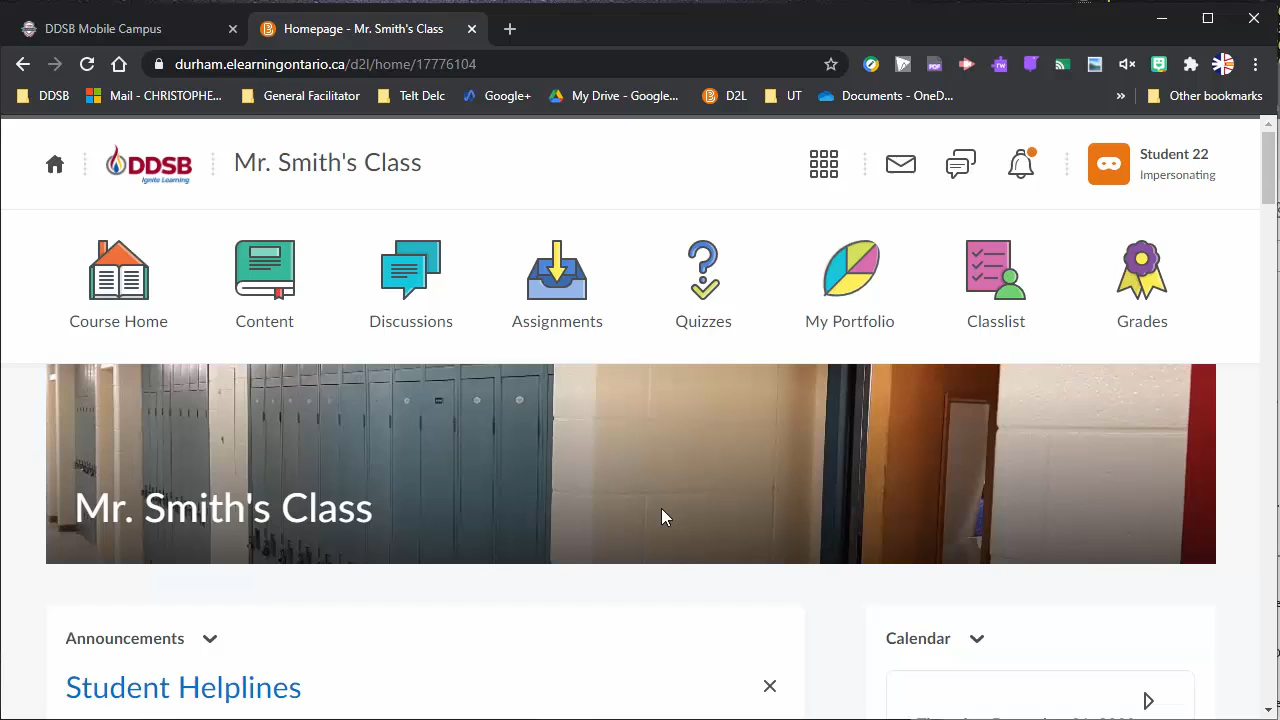 DDSB Mobile Campus
Homepage - Mr. Smith's Class
durham.elearningontario.ca/d2l/home/17776104
DDSB
Mail - CHRISTOPHE...
General Facilitator
Telt Delc
Google+
My Drive - Google...
D2L
UT
Documents - OneD...
»
Other bookmarks
DDSB
Ignite Learning
Mr. Smith's Class
Student 22
Impersonating
Course Home
Content
Discussions
Assignments
Quizzes
My Portfolio
Classlist
Grades
Mr. Smith's Class
Announcements
Calendar
Student Helplines